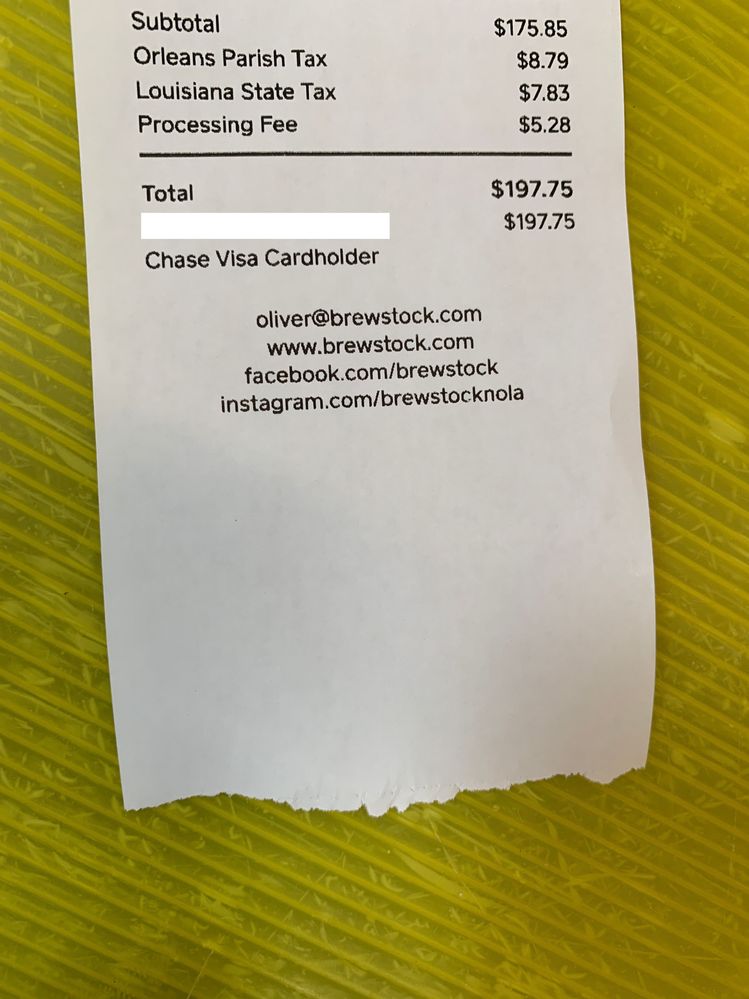 Subtotal $175.85
Orleans Parish Tax $8.79
Louisiana State Tax $7.83
Processing Fee $5.28
Total $197.75
$197.75
Chase Visa Cardholder
oliver@brewstock.com
www.brewstock.com
facebook.com/brewstock
instagram.com/brewstocknola